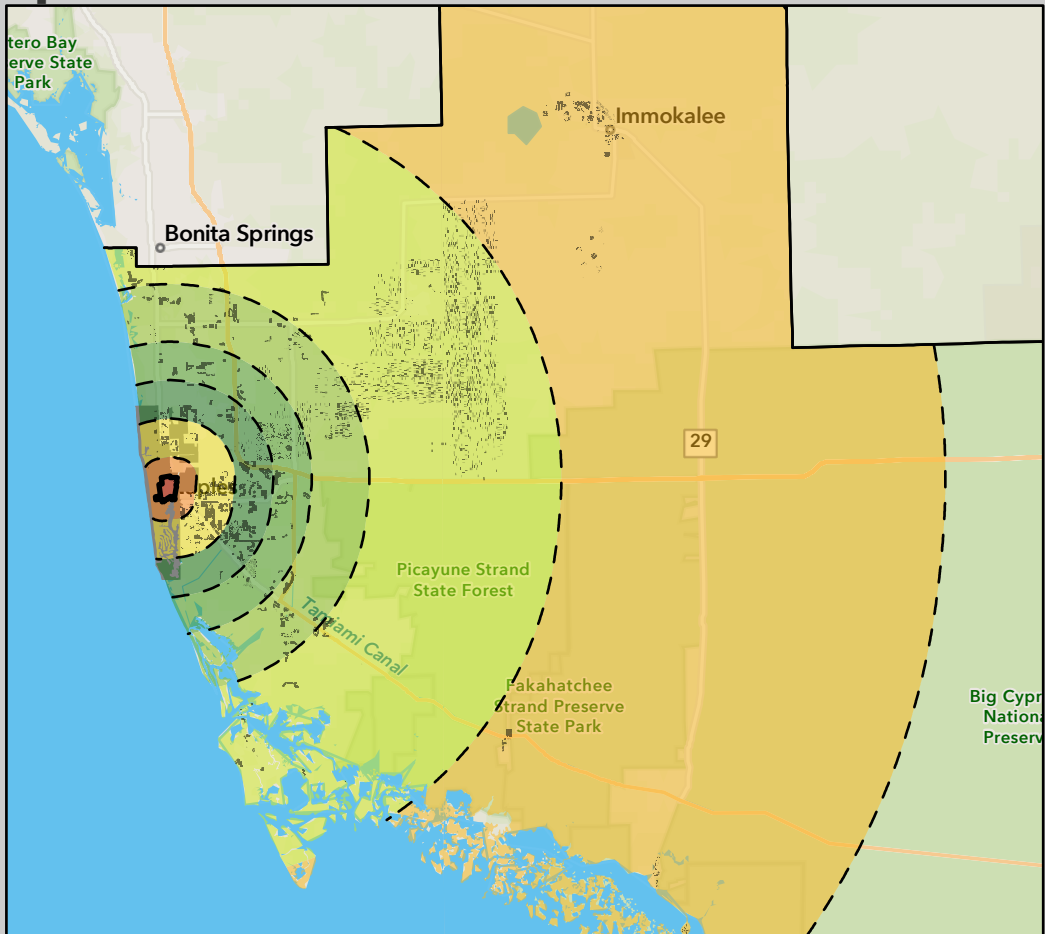 tero Bay
erve State
Park
Immokalee
Bonita Springs
29
ples
Picayune Strand
State Forest
Tamiami Canal
Fakahatchee
Strand Preserve
State Park
Big Cypr
Nationa
Preserv